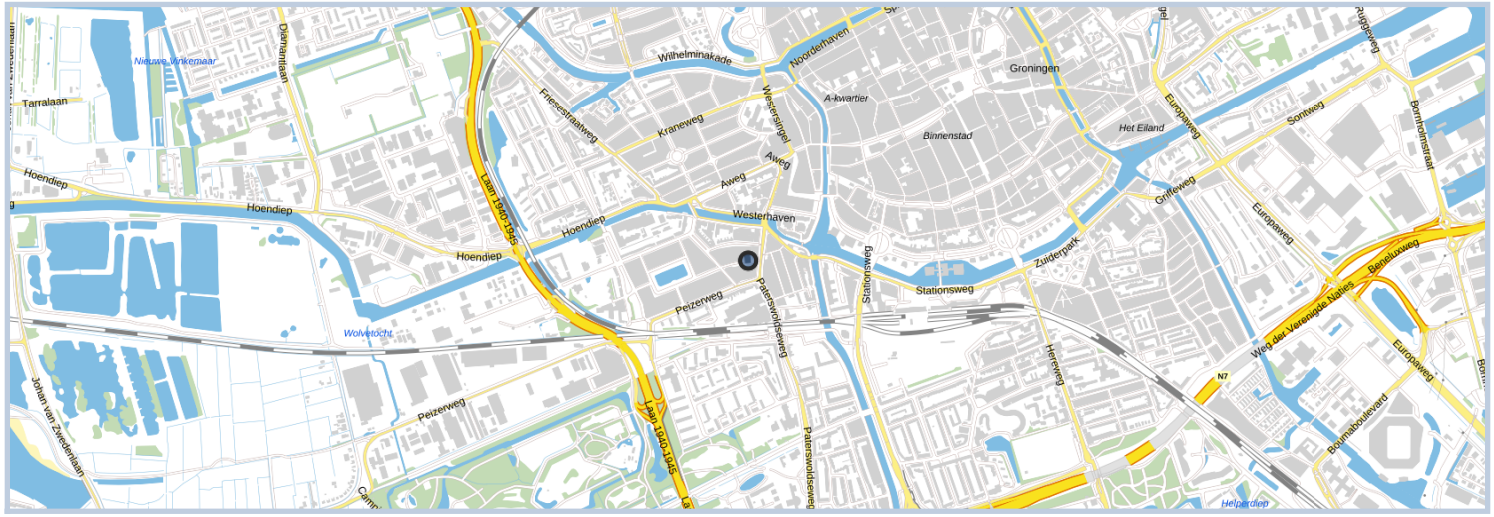 Diamantlaan
Nieuwe Vinkemaar
Tarralaan
Hoendiep
Hoendiep
Hoendiep
Hoendiep
Wolvetocht
Johan van Zwedenlaan
Peizerweg
Laan 1940-1945
Friesestraatweg
Kraneweg
Wilhelminakade
Noorderhaven
Westersingel
A-kwartier
Aweg
Aweg
Westerhaven
Peizerweg
Paterswoldseweg
Paterswoldseweg
Laan 1940-1945
Groningen
Binnenstad
Het Eiland
Stationsweg
Stationsweg
Zuiderpark
Griffeweg
Europaweg
Sontweg
Bornholmstraat
Europaweg
Beneluxweg
Weg der Verenigde Naties
Europaweg
Hereweg
N7
Boumaboulevard
Helperdiep